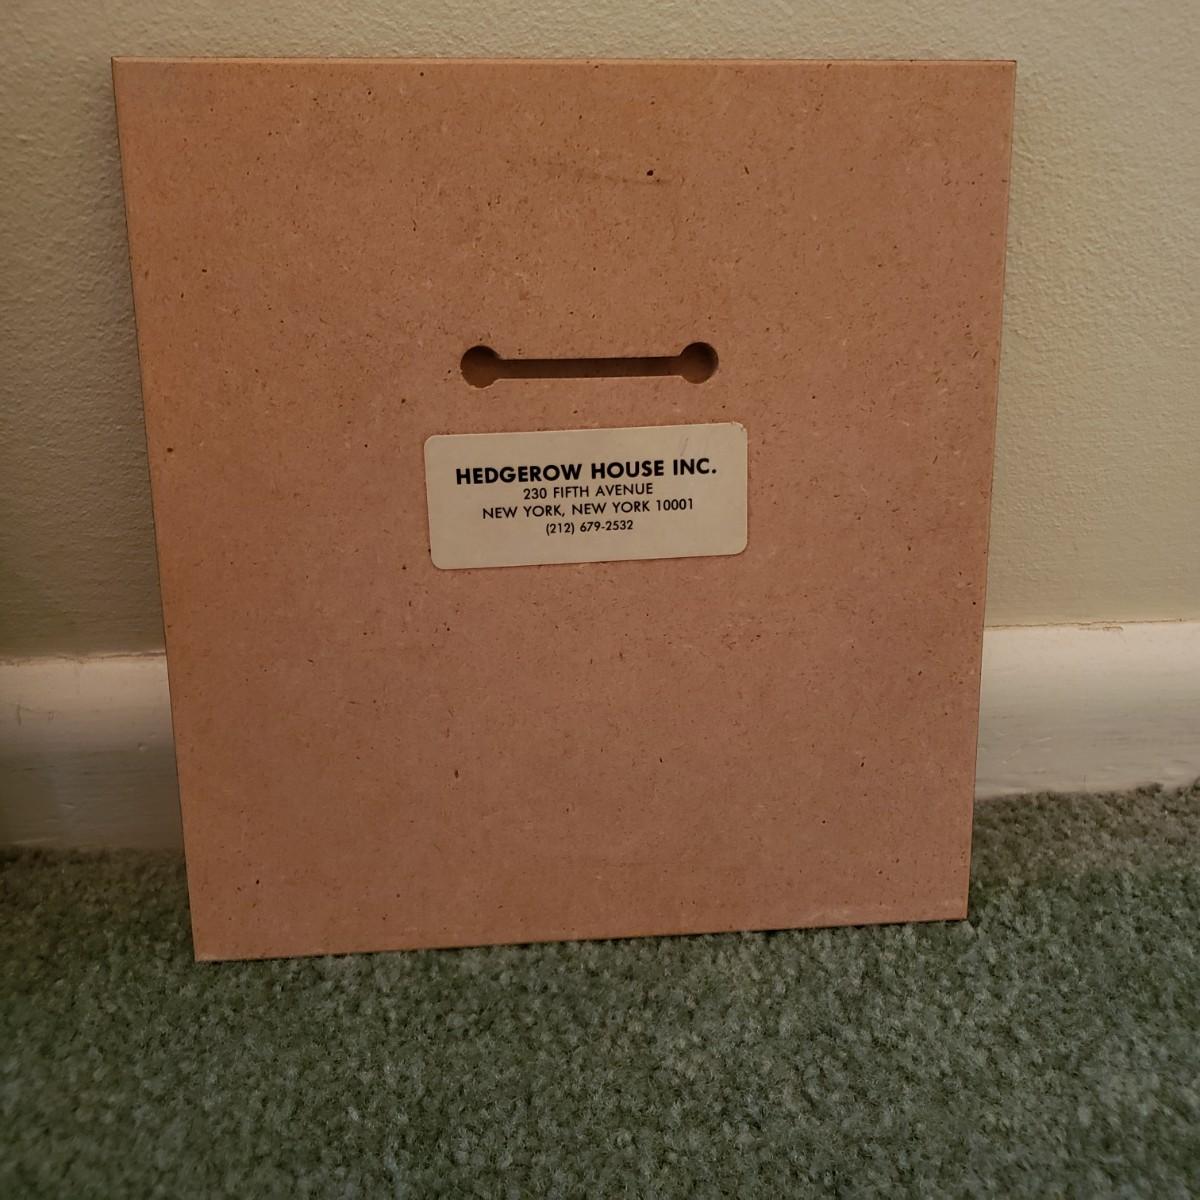 HEDGEROW HOUSE INC.
230 FIFTH AVENUE
NEW YORK, NEW YORK 10001
(212) 679-2532